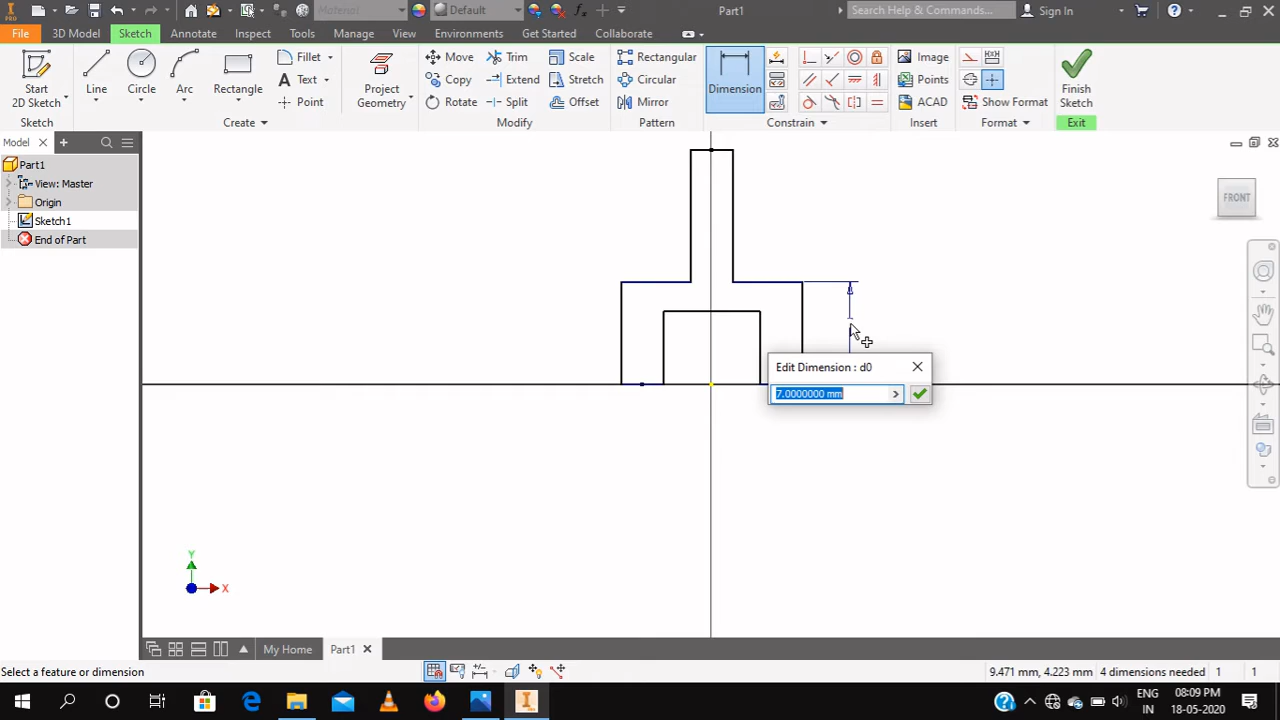 PRO Material Default fx Part1 Search Help & Commands... Sign In ?
File 3D Model Sketch Annotate Inspect Tools Manage View Environments Get Started Collaborate
Start 2D Sketch Line Circle Arc Rectangle Fillet Text Point Project Geometry Move Copy Rotate Trim Extend Split Scale Stretch Offset Rectangular Circular Mirror Dimension Image Points ACAD Show Format Finish Sketch
Sketch Create Modify Pattern Constrain Insert Format Exit
Model
Part1
View: Master
Origin
Sketch1
End of Part
FRONT
Edit Dimension : d0
7.0000000 mm
Y
X
My Home Part1
Select a feature or dimension 9.471 mm, 4.223 mm 4 dimensions needed 1 1
ENG 08:09 PM
IN 18-05-2020